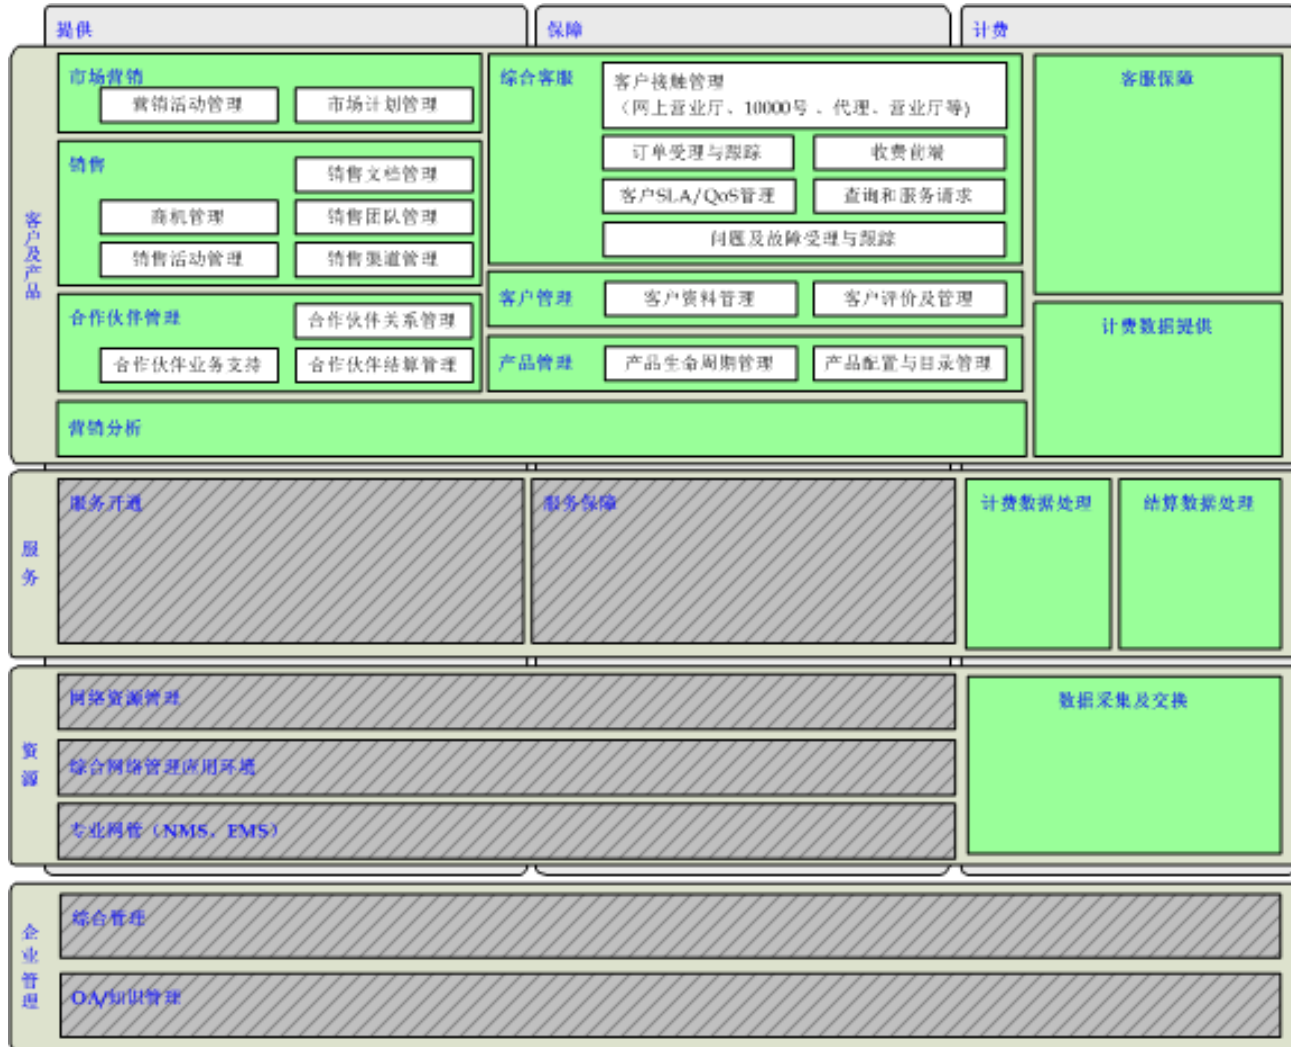 提供
保障
计费
客户及产品
市场营销
营销活动管理
市场计划管理
销售
销售文档管理
商机管理
销售团队管理
销售活动管理
销售渠道管理
合作伙伴管理
合作伙伴关系管理
合作伙伴业务支持
合作伙伴结算管理
综合客服
客户接触管理
（网上营业厅、10000号 、代理、营业厅等）
订单受理与跟踪
收费前端
客户SLA/QoS管理
查询和服务请求
问题及故障受理与跟踪
客户管理
客户资料管理
客户评价及管理
产品管理
产品生命周期管理
产品配置与目录管理
客服保障
计费数据提供
营销分析
服务
服务开通
服务保障
计费数据处理
结算数据处理
资源
网络资源管理
综合网络管理应用环境
专业网管（NMS、EMS）
数据采集及交换
企业管理
综合管理
OA/知识管理